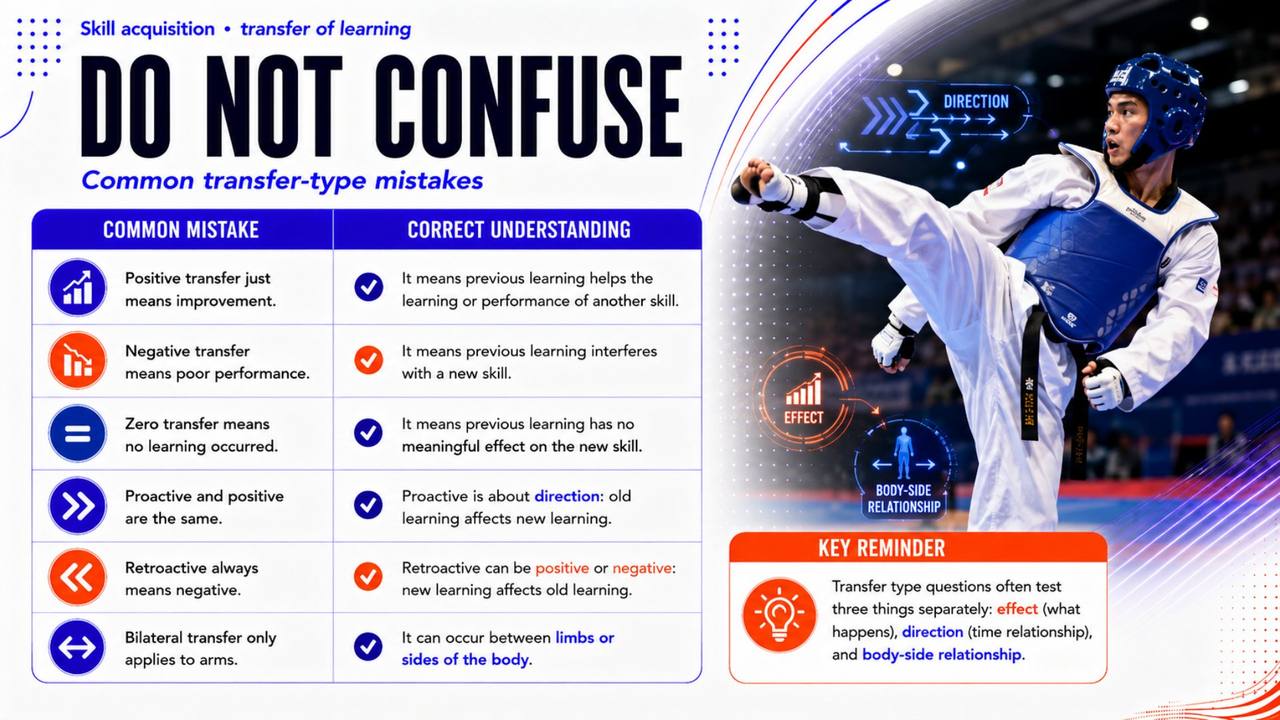 Skill acquisition • transfer of learning
DO NOT CONFUSE
Common transfer-type mistakes
COMMON MISTAKE
CORRECT UNDERSTANDING
Positive transfer just
means improvement.
It means previous learning helps the
learning or performance of another skill.
Negative transfer
means poor performance.
It means previous learning interferes
with a new skill.
Zero transfer means
no learning occurred.
It means previous learning has no
meaningful effect on the new skill.
Proactive and positive
are the same.
Proactive is about direction: old
learning affects new learning.
Retroactive always
means negative.
Retroactive can be positive or negative:
new learning affects old learning.
Bilateral transfer only
applies to arms.
It can occur between limbs or
sides of the body.
DIRECTION
EFFECT
BODY-SIDE
RELATIONSHIP
KEY REMINDER
Transfer type questions often test
three things separately: effect (what
happens), direction (time relationship),
and body-side relationship.